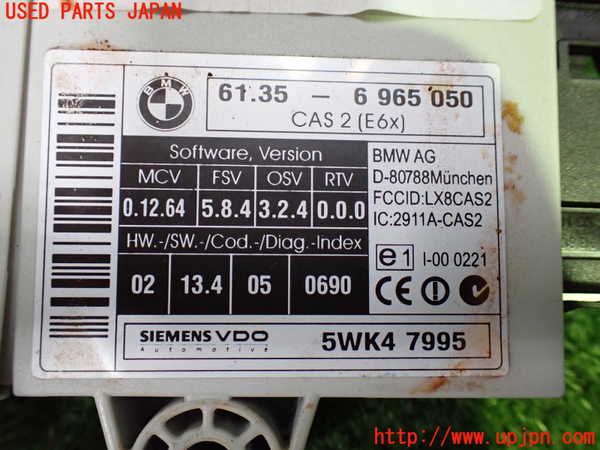 USED PARTS JAPAN
BMW
61.35 - 6 965 050
CAS 2 (E6x)
Software, Version
MCV FSV OSV RTV
0.12.64 5.8.4 3.2.4 0.0.0
HW.-/SW.-/Cod.-/Diag.-Index
02 13.4 05 0690
BMW AG
D-80788München
FCCID:LX8CAS2
IC:2911A-CAS2
e1 I-00 0221
CE
SIEMENS VDO
Automotive
5WK4 7995
http://www.upjpn.com